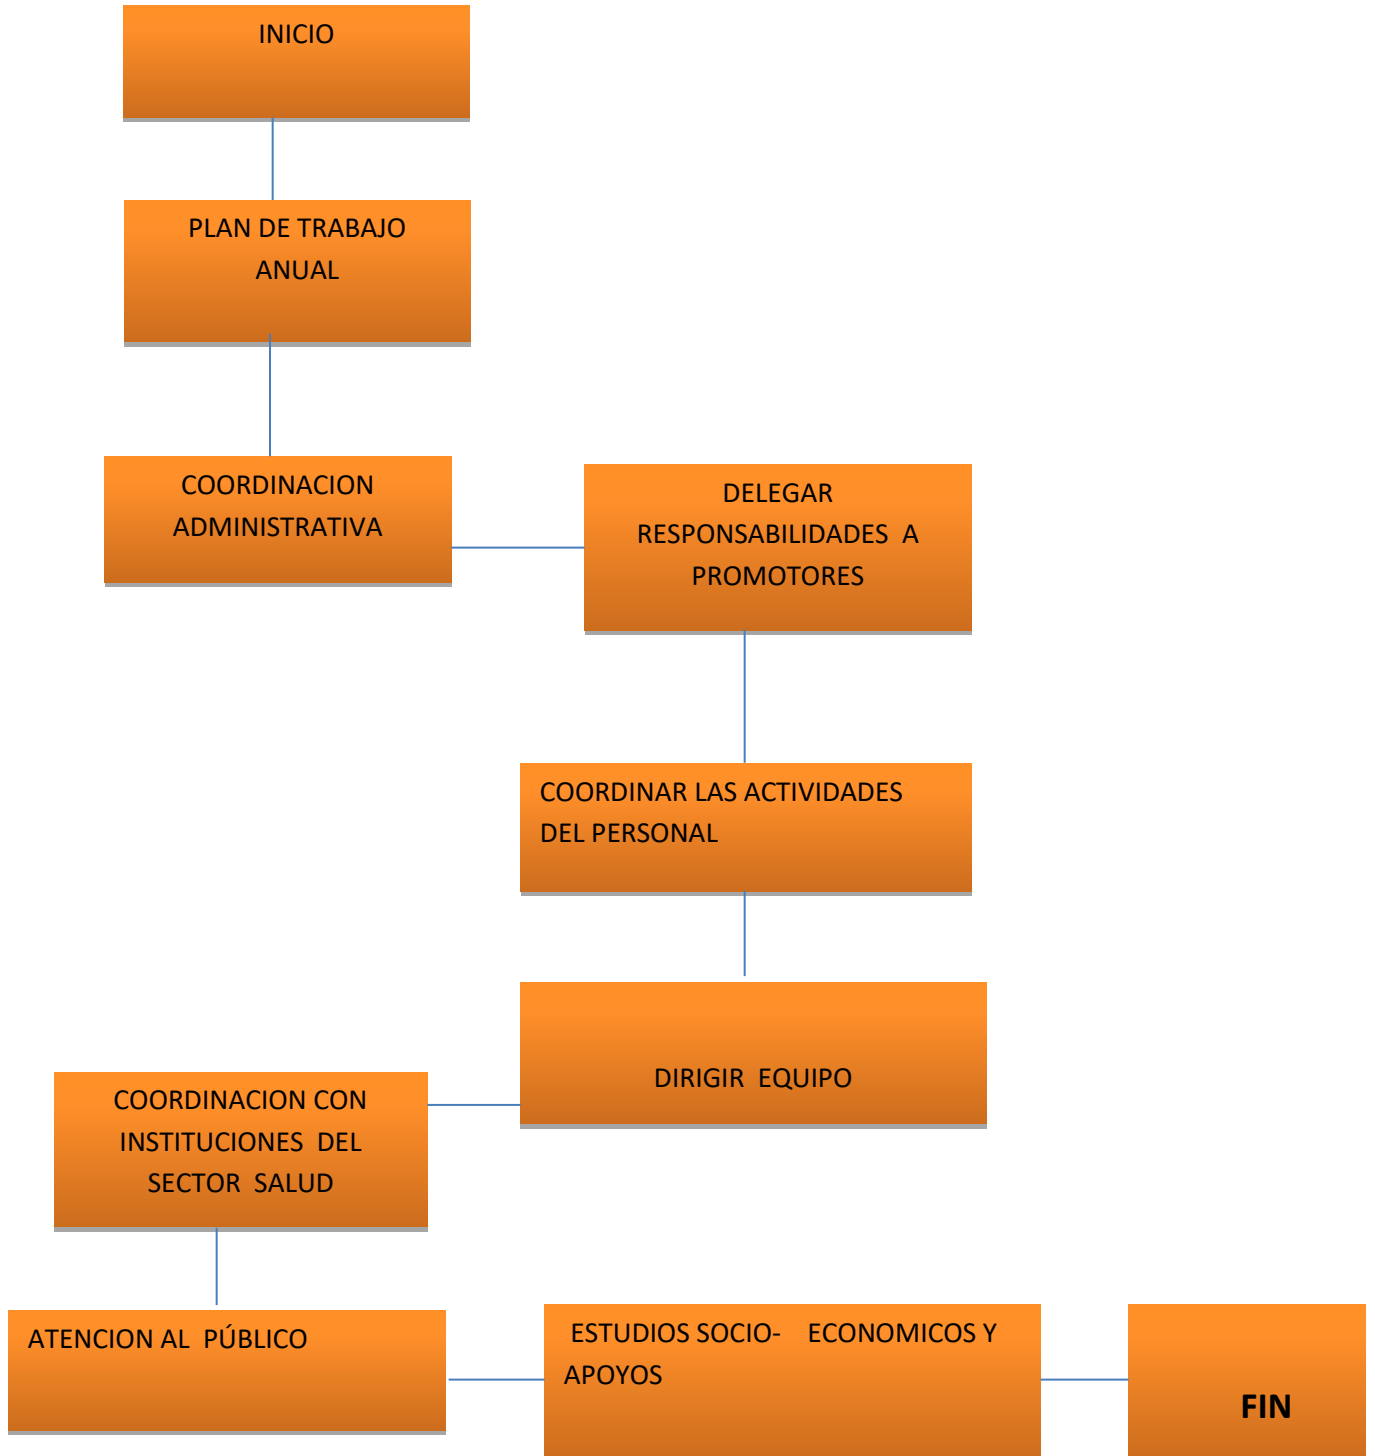 INICIO
PLAN DE TRABAJO
ANUAL
COORDINACION
ADMINISTRATIVA
DELEGAR
RESPONSABILIDADES A
PROMOTORES
COORDINAR LAS ACTIVIDADES
DEL PERSONAL
DIRIGIR EQUIPO
COORDINACION CON
INSTITUCIONES DEL
SECTOR SALUD
ATENCION AL PÚBLICO
ESTUDIOS SOCIO- ECONOMICOS Y
APOYOS
FIN